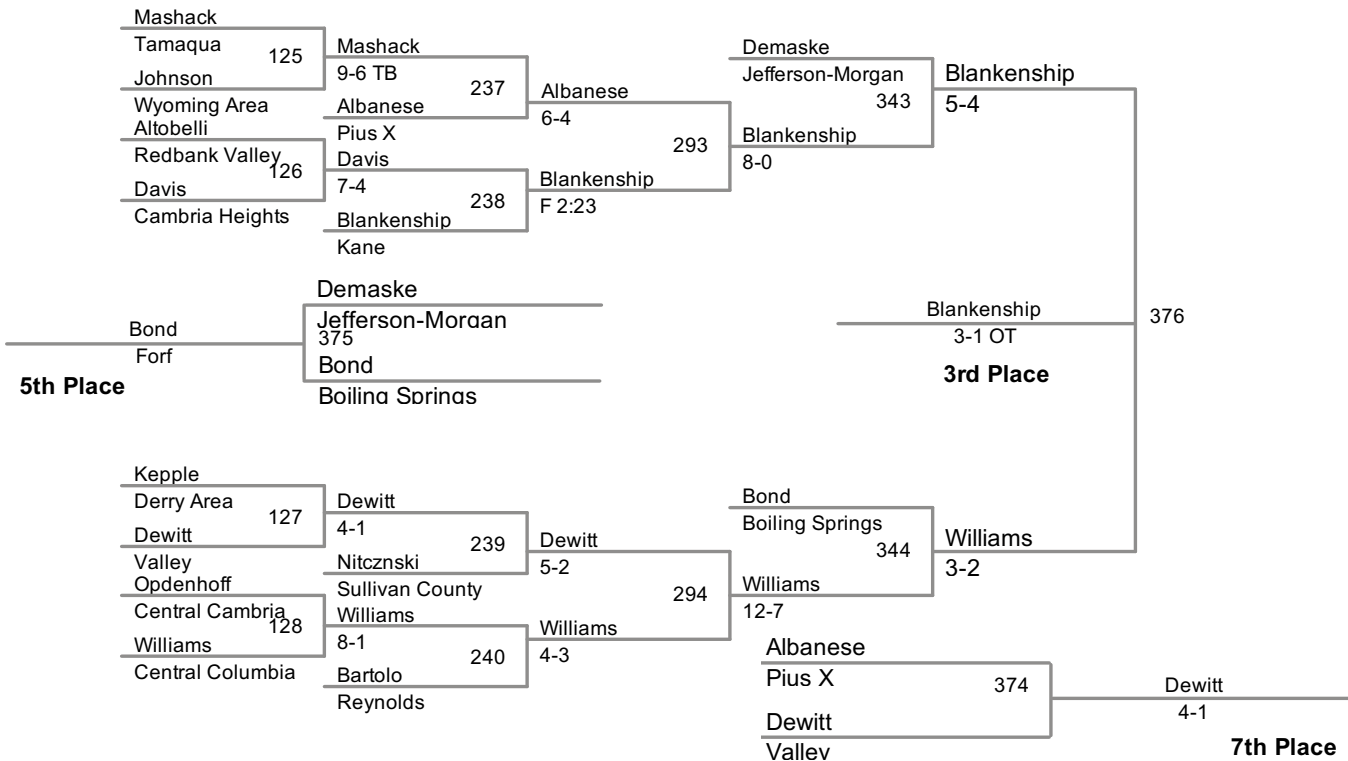 Mashack
Tamaqua
125
Johnson
Wyoming Area
Altobelli
Redbank Valley
126
Davis
Cambria Heights
Mashack
9-6 TB
237
Albanese
Pius X
Davis
7-4
238
Blankenship
Kane
Albanese
6-4
293
Blankenship
F 2:23
Demaske
Jefferson-Morgan
343
Blankenship
8-0
Blankenship
5-4
Demaske
Jefferson-Morgan
375
Bond
Boiling Springs
Bond
Forf
5th Place
Blankenship
3-1 OT
3rd Place
376
Kepple
Derry Area
127
Dewitt
Valley
Opdenhoff
Central Cambria
128
Williams
Central Columbia
Dewitt
4-1
239
Nitcznski
Sullivan County
Williams
8-1
240
Bartolo
Reynolds
Dewitt
5-2
294
Williams
4-3
Bond
Boiling Springs
344
Williams
12-7
Williams
3-2
Albanese
Pius X
374
Dewitt
Valley
Dewitt
4-1
7th Place